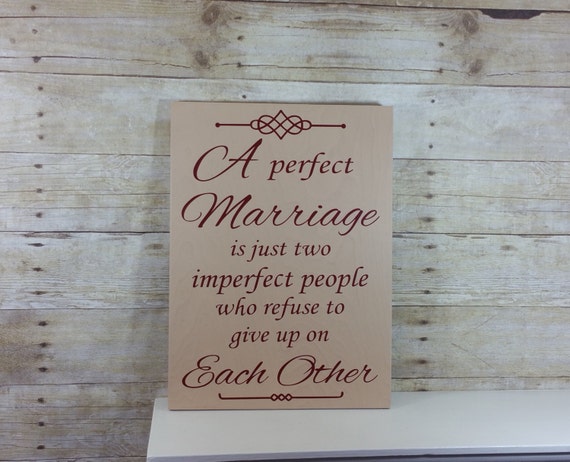 A perfect
Marriage
is just two
imperfect people
who refuse to
give up on
Each Other